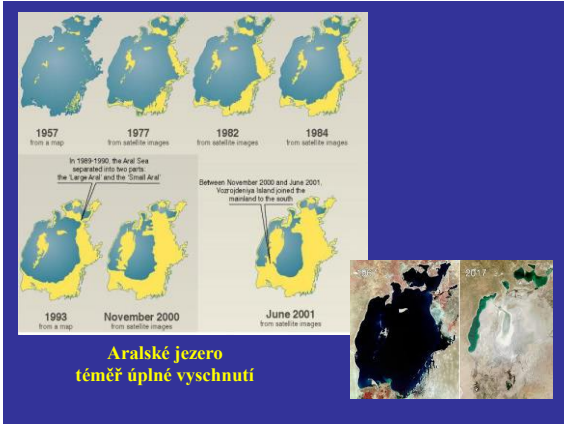 1957
from a map
1977
from satellite images
1982
from satellite images
1984
from satellite images
In 1989-1990, the Aral Sea
separated into two parts:
the 'Large Aral' and the 'Small Aral'
Between November 2000 and June 2001,
Vozrojdeniya Island joined the
mainland to the south
1993
from a map
November 2000
from satellite images
June 2001
from satellite images
2017
Aralské jezero
téměř úplné vyschnutí